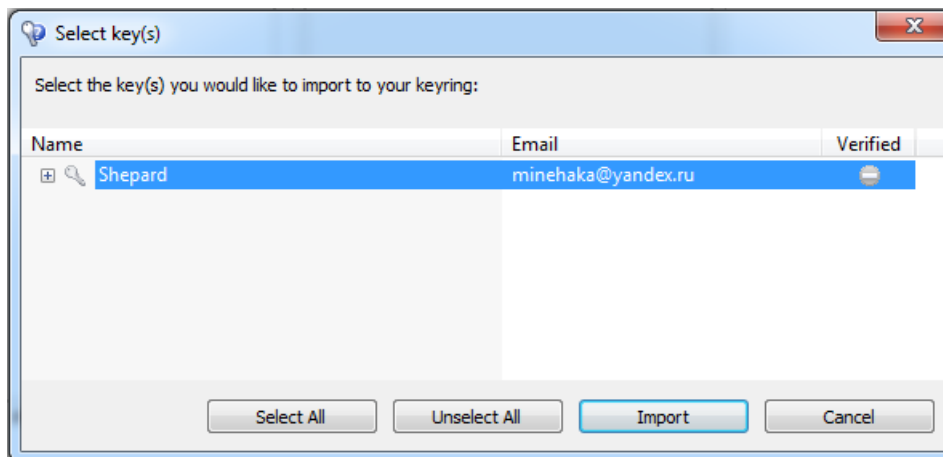 Select key(s)
Select the key(s) you would like to import to your keyring:
Name Email Verified
Shepard minehaka@yandex.ru
Select All Unselect All Import Cancel